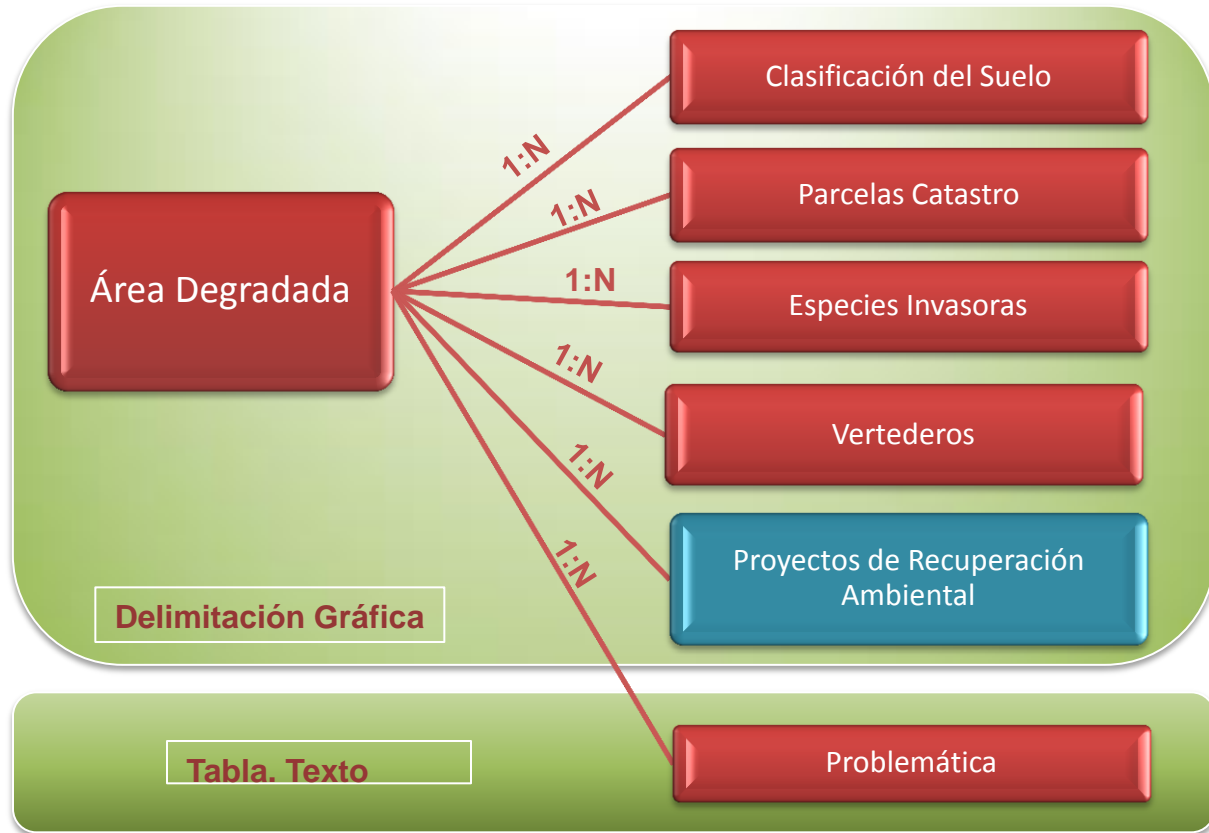 Clasificación del Suelo
1:N
Parcelas Catastro
1:N
Área Degradada
1:N
Especies Invasoras
1:N
Vertederos
1:N
Proyectos de Recuperación
Ambiental
Delimitación Gráfica
1:N
Tabla. Texto
Problemática